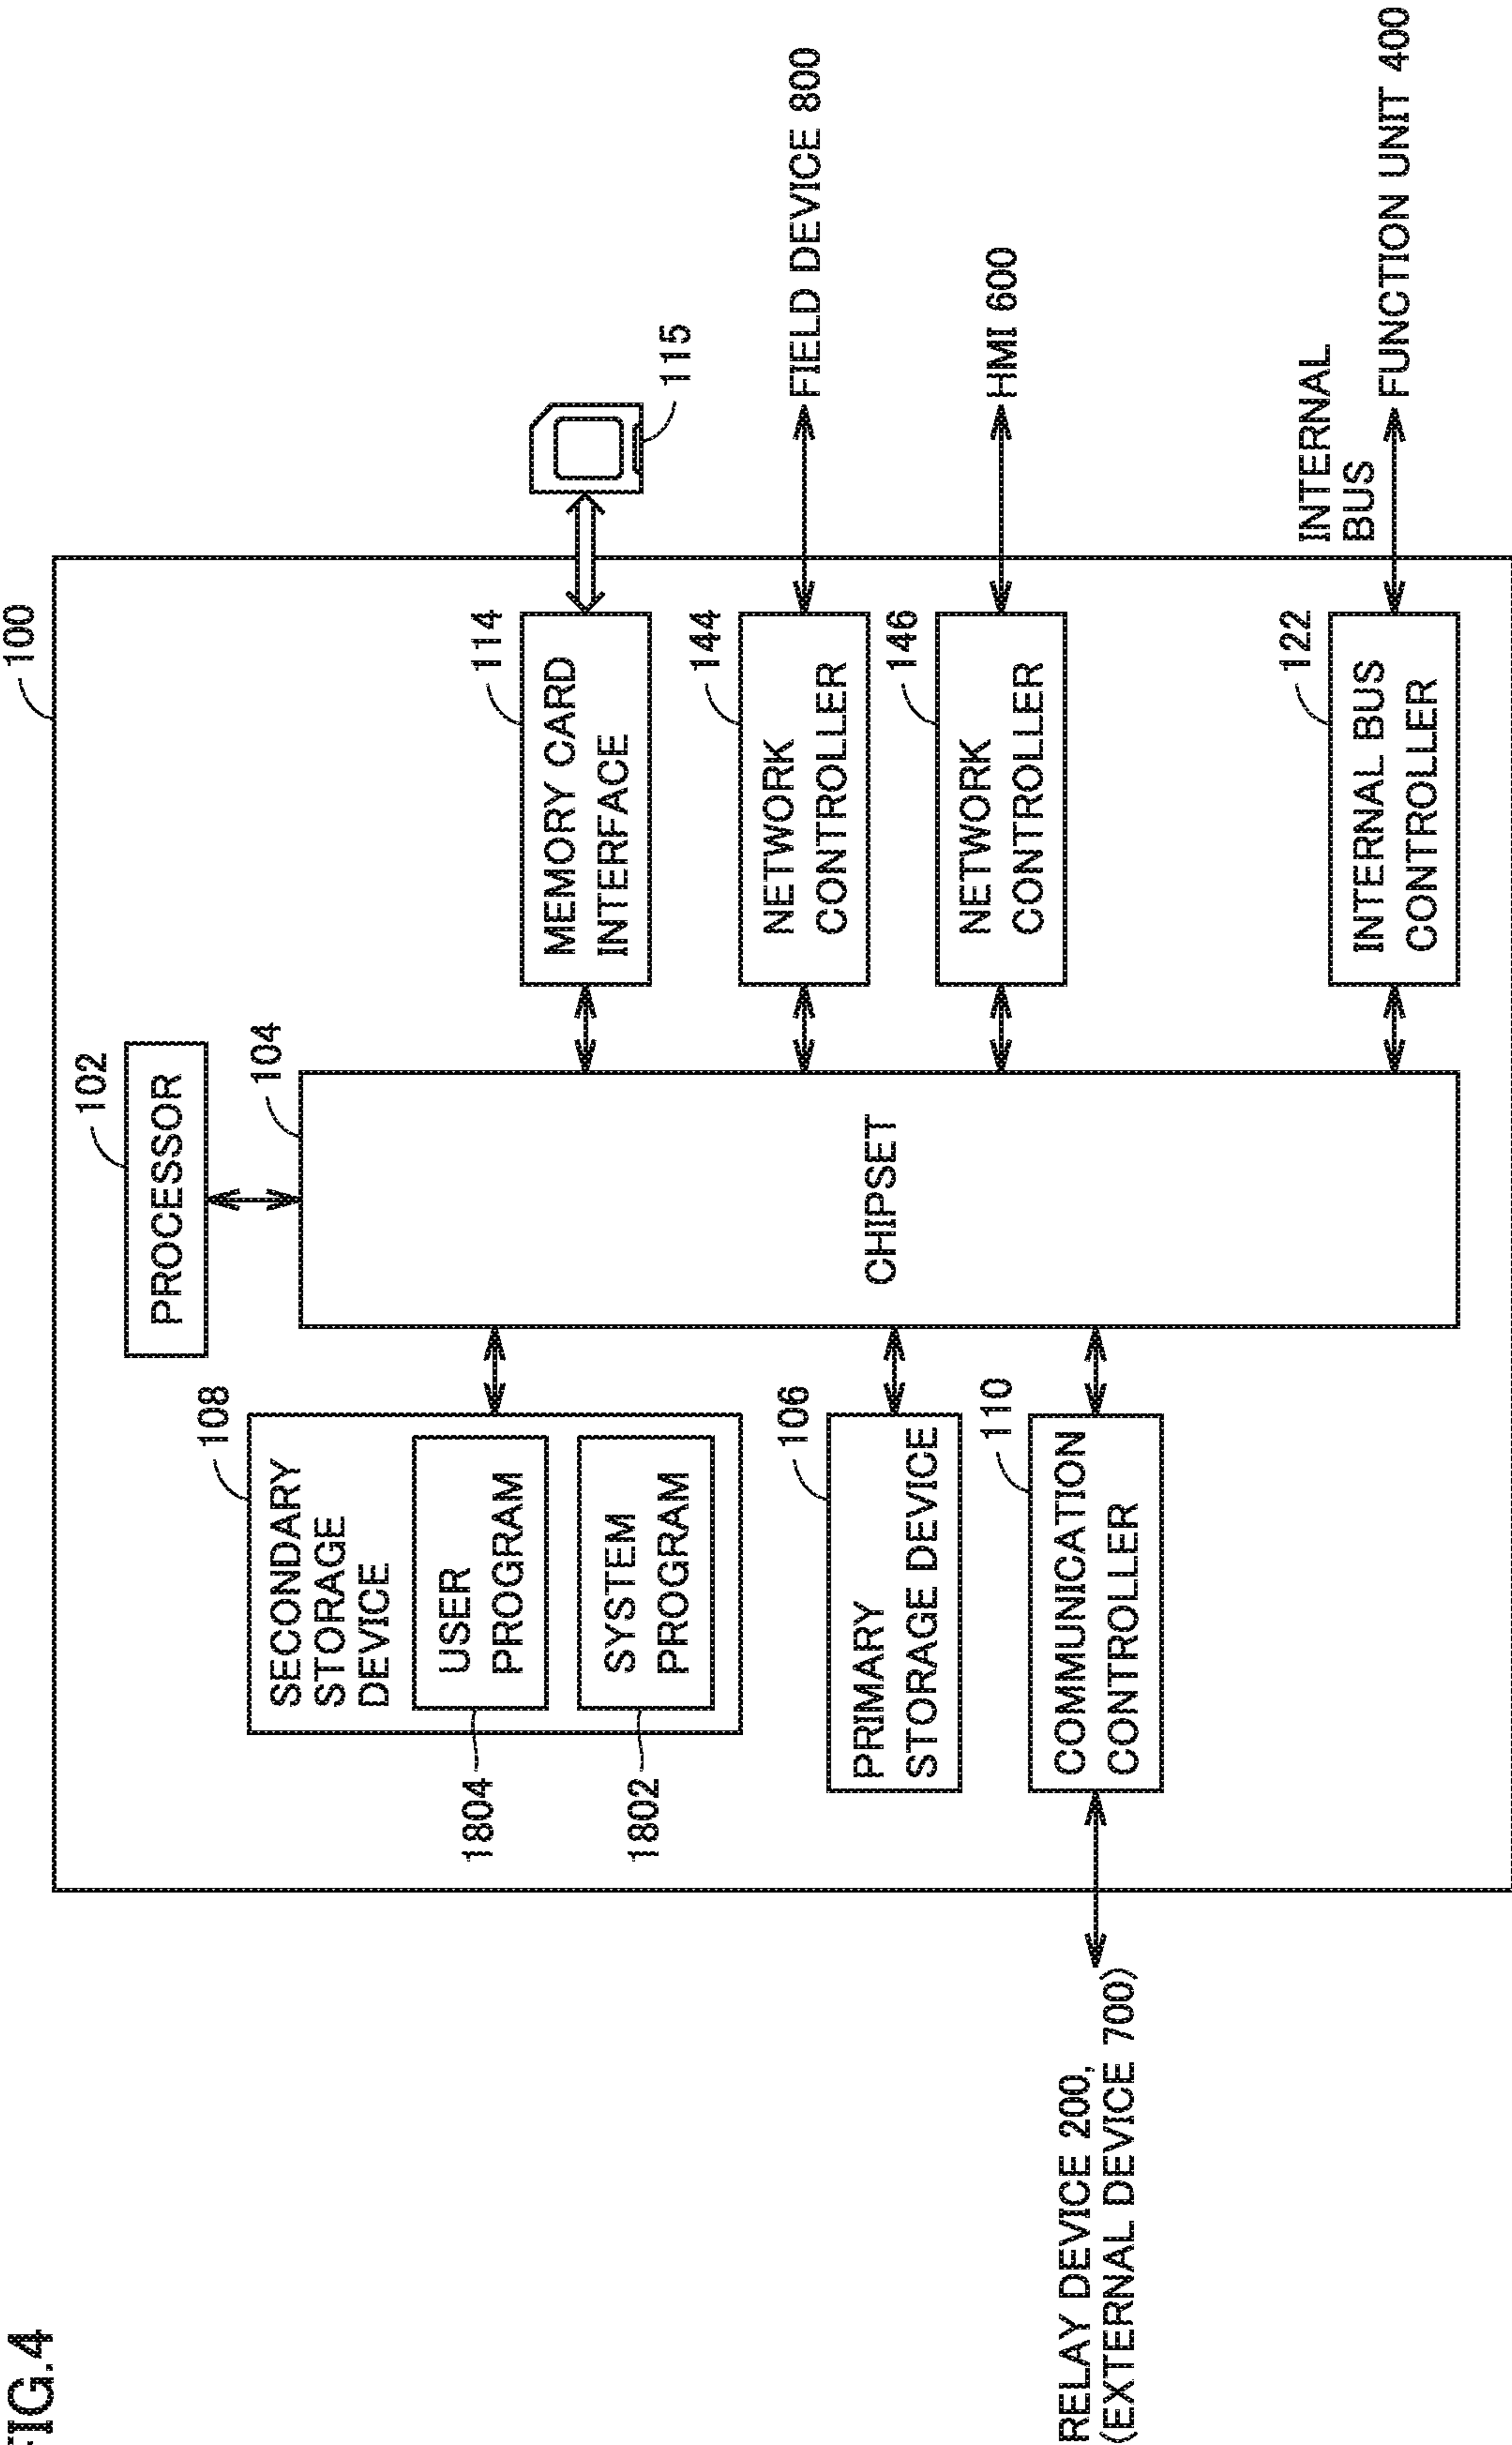 FIG.4
100
102
PROCESSOR
104
CHIPSET
108
SECONDARY
STORAGE
DEVICE
1804
USER
PROGRAM
1802
SYSTEM
PROGRAM
106
PRIMARY
STORAGE DEVICE
110
COMMUNICATION
CONTROLLER
RELAY DEVICE 200,
(EXTERNAL DEVICE 700)
114
MEMORY CARD
INTERFACE
115
144
NETWORK
CONTROLLER
FIELD DEVICE 800
146
NETWORK
CONTROLLER
HMI 600
122
INTERNAL BUS
CONTROLLER
INTERNAL
BUS
FUNCTION UNIT 400